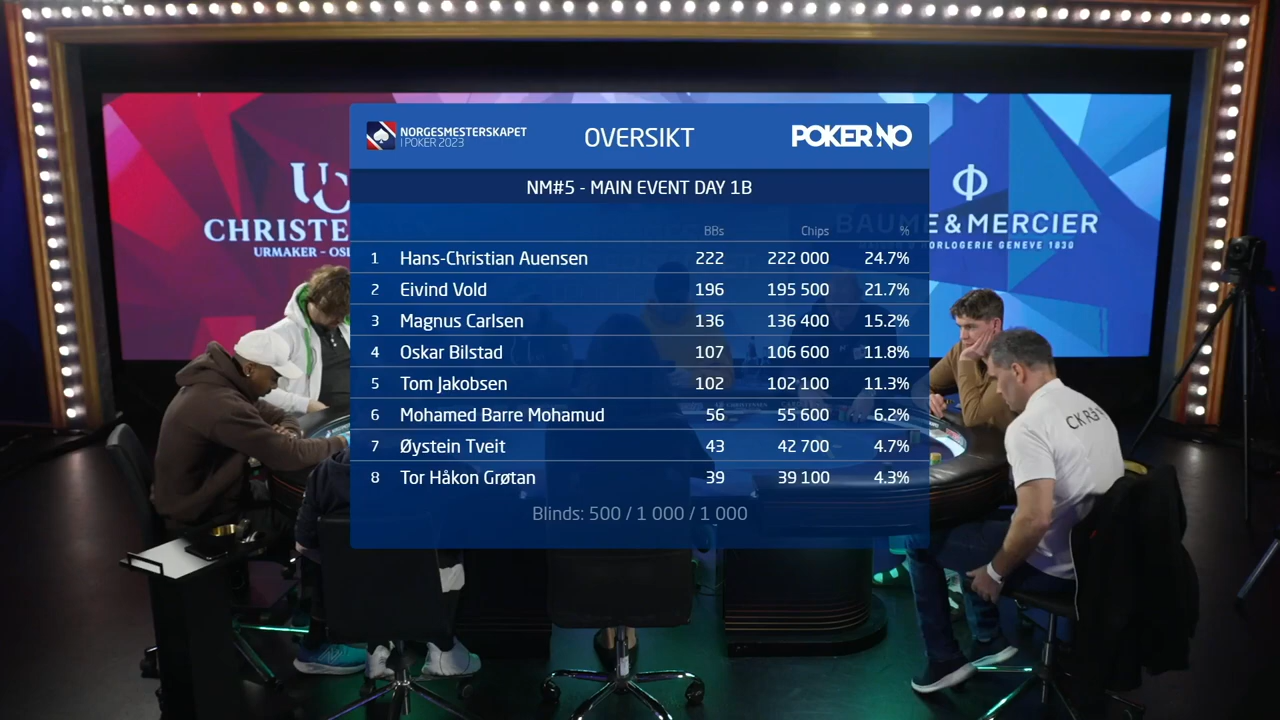 NORGESMESTERSKAPET
I POKER 2023
OVERSIKT
POKER.NO
NM#5 - MAIN EVENT DAY 1B
BBs Chips %
1 Hans-Christian Auensen 222 222 000 24.7%
2 Eivind Vold 196 195 500 21.7%
3 Magnus Carlsen 136 136 400 15.2%
4 Oskar Bilstad 107 106 600 11.8%
5 Tom Jakobsen 102 102 100 11.3%
6 Mohamed Barre Mohamud 56 55 600 6.2%
7 Øystein Tveit 43 42 700 4.7%
8 Tor Håkon Grøtan 39 39 100 4.3%
Blinds: 500 / 1 000 / 1 000
UC
CHRISTE
URMAKER - OSL
BAUME & MERCIER
MAISON D'HORLOGERIE GENEVE 1830